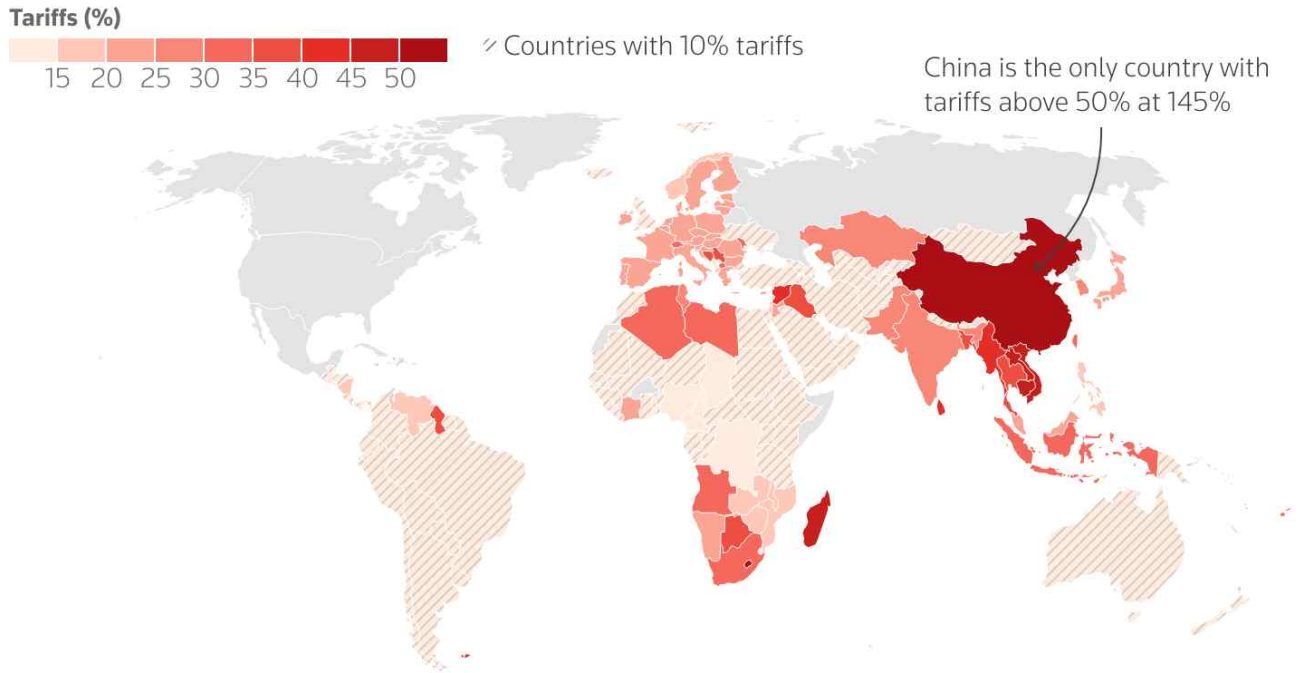 Tariffs (%)
15 20 25 30 35 40 45 50
Countries with 10% tariffs
China is the only country with
tariffs above 50% at 145%